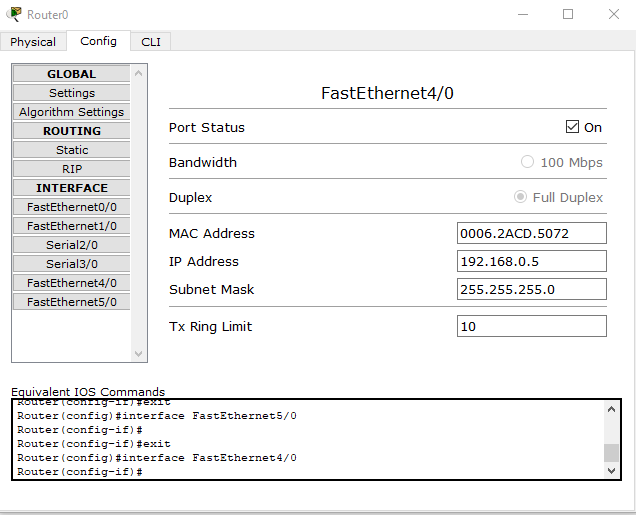 Router0
Physical Config CLI
GLOBAL
Settings
Algorithm Settings
ROUTING
Static
RIP
INTERFACE
FastEthernet0/0
FastEthernet1/0
Serial2/0
Serial3/0
FastEthernet4/0
FastEthernet5/0
FastEthernet4/0
Port Status On
Bandwidth 100 Mbps
Duplex Full Duplex
MAC Address 0006.2ACD.5072
IP Address 192.168.0.5
Subnet Mask 255.255.255.0
Tx Ring Limit 10
Equivalent IOS Commands
Router(config-if)#exit
Router(config)#interface FastEthernet5/0
Router(config-if)#
Router(config-if)#exit
Router(config)#interface FastEthernet4/0
Router(config-if)#